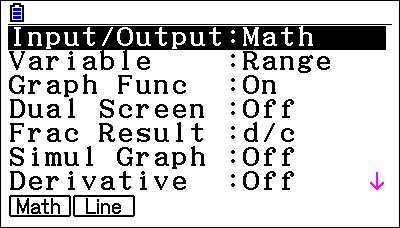 Input/Output:Math
Variable :Range
Graph Func :On
Dual Screen :Off
Frac Result :d/c
Simul Graph :Off
Derivative :Off ↓
Math Line